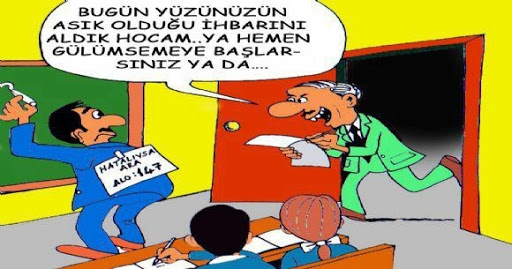 BUGÜN YÜZÜNÜZÜN
ASIK OLDUĞU İHBARINI
ALDIK HOCAM..YA HEMEN
GÜLÜMSEMEYE BAŞLAR-
SINIZ YA DA....
HATALIYSA
ARA
ALO:147